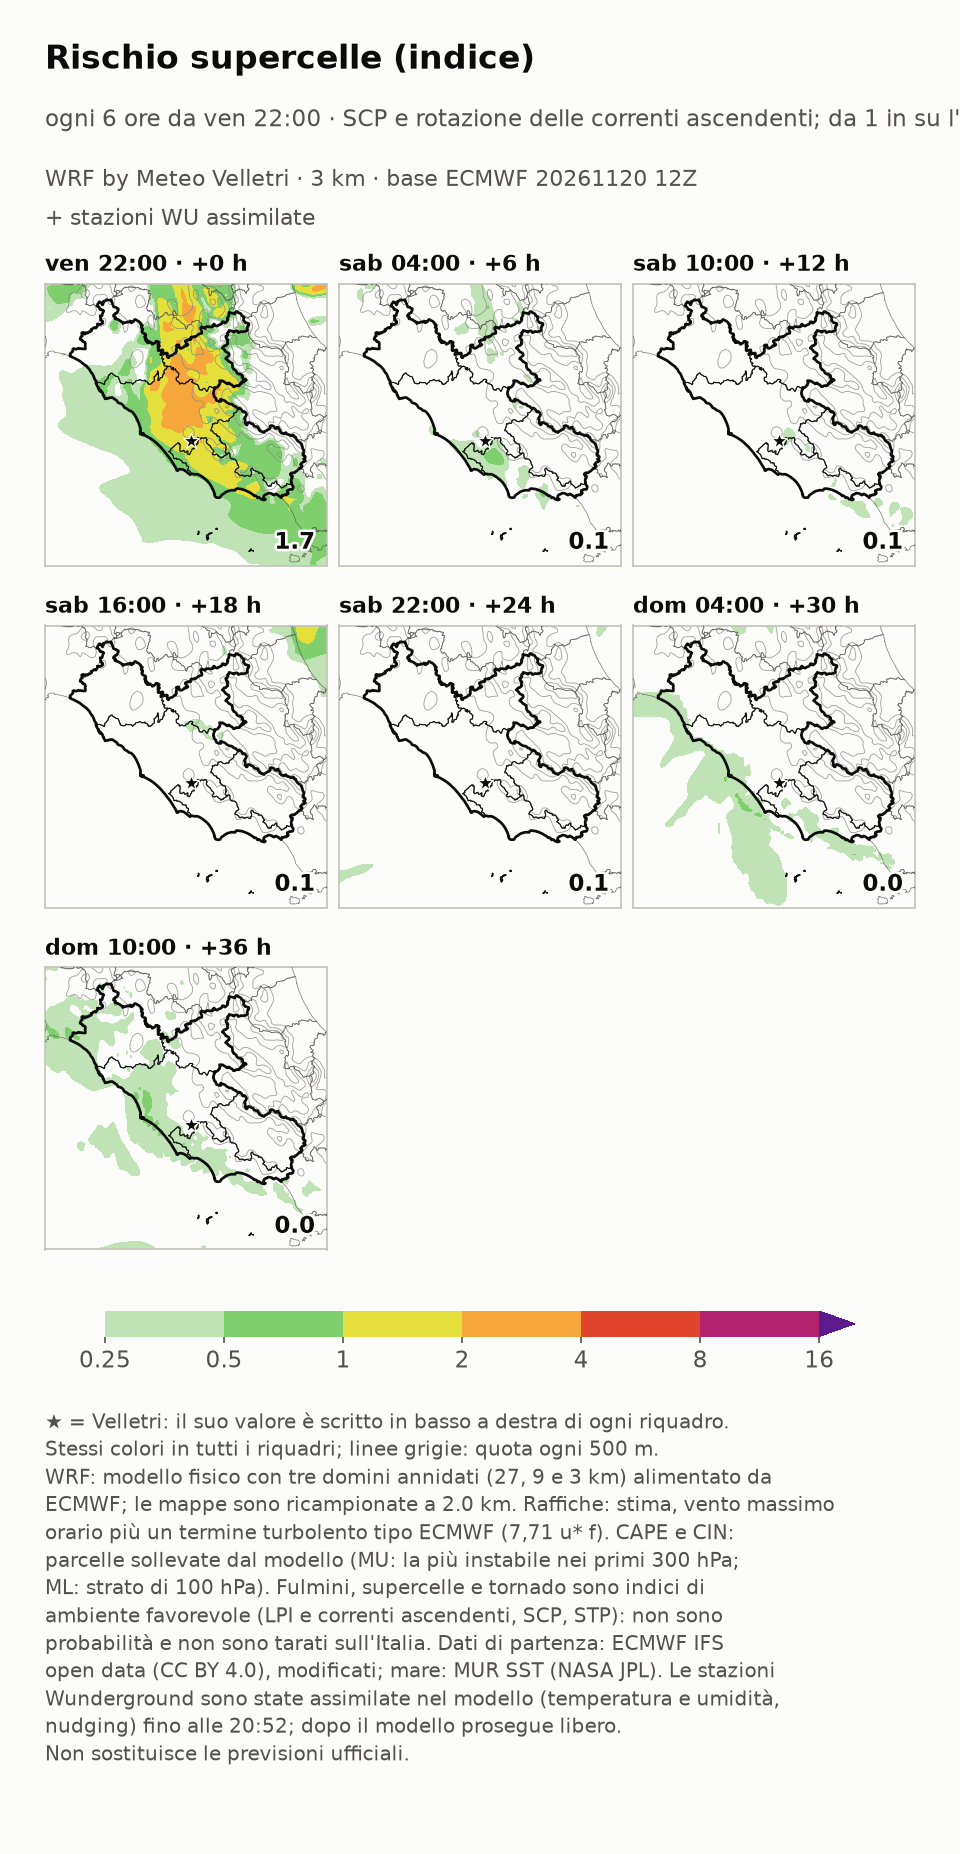 Rischio supercelle (indice)
ogni 6 ore da ven 22:00 · SCP e rotazione delle correnti ascendenti; da 1 in su l'
WRF by Meteo Velletri · 3 km · base ECMWF 20261120 12Z
+ stazioni WU assimilate
ven 22:00 · +0 h
sab 04:00 · +6 h
sab 10:00 · +12 h
1.7
0.1
0.1
sab 16:00 · +18 h
sab 22:00 · +24 h
dom 04:00 · +30 h
0.1
0.1
0.0
dom 10:00 · +36 h
0.0
0.25
0.5
1
2
4
8
16
★ = Velletri: il suo valore è scritto in basso a destra di ogni riquadro.
Stessi colori in tutti i riquadri; linee grigie: quota ogni 500 m.
WRF: modello fisico con tre domini annidati (27, 9 e 3 km) alimentato da
ECMWF; le mappe sono ricampionate a 2.0 km. Raffiche: stima, vento massimo
orario più un termine turbolento tipo ECMWF (7,71 u* f). CAPE e CIN:
parcelle sollevate dal modello (MU: la più instabile nei primi 300 hPa;
ML: strato di 100 hPa). Fulmini, supercelle e tornado sono indici di
ambiente favorevole (LPI e correnti ascendenti, SCP, STP): non sono
probabilità e non sono tarati sull'Italia. Dati di partenza: ECMWF IFS
open data (CC BY 4.0), modificati; mare: MUR SST (NASA JPL). Le stazioni
Wunderground sono state assimilate nel modello (temperatura e umidità,
nudging) fino alle 20:52; dopo il modello prosegue libero.
Non sostituisce le previsioni ufficiali.